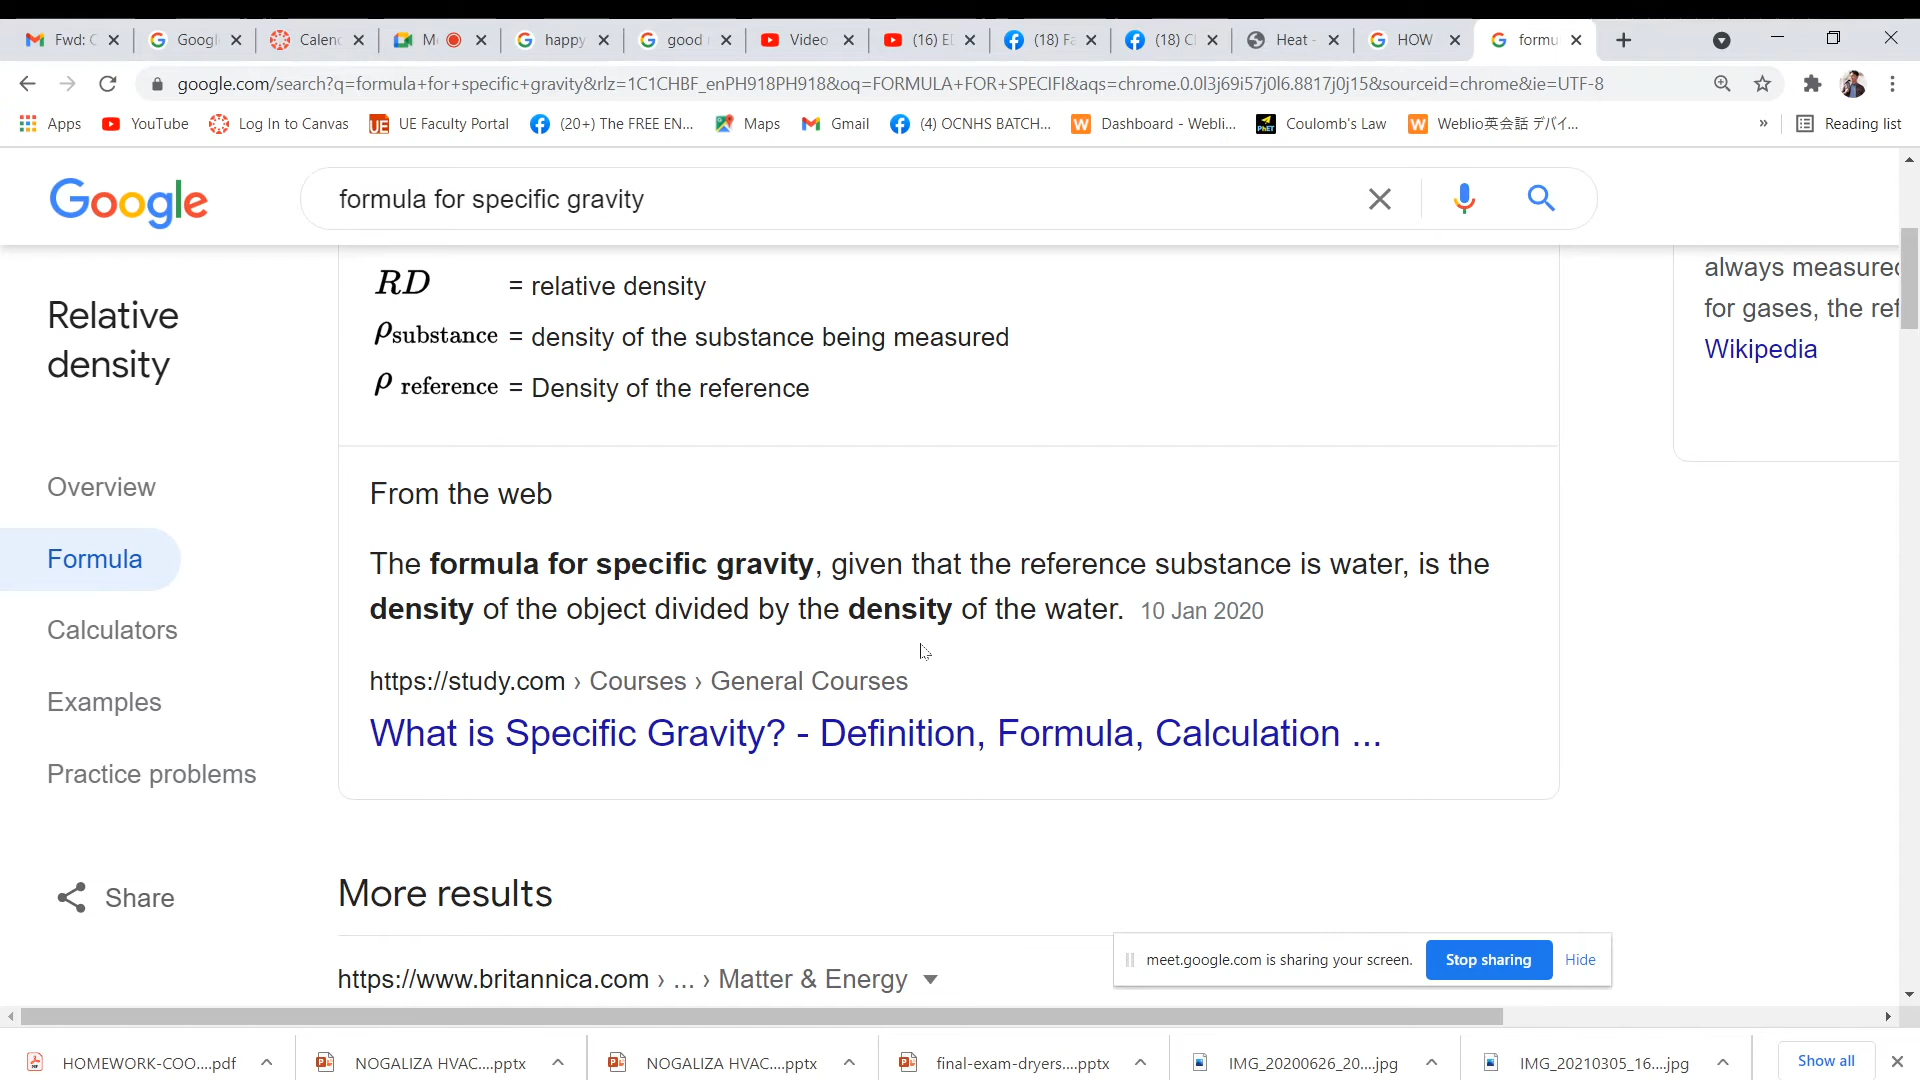 Fwd: C
Googl
Calenc
M
happy
good
Video
(16) E
(18) F
(18) C
Heat -
HOW
formu
google.com/search?q=formula+for+specific+gravity&rlz=1C1CHBF_enPH918PH918&oq=FORMULA+FOR+SPECIFI&aqs=chrome.0.0l3j69i57j0l6.8817j0j15&sourceid=chrome&ie=UTF-8
Apps
YouTube
Log In to Canvas
UE Faculty Portal
(20+) The FREE EN...
Maps
Gmail
(4) OCNHS BATCH...
Dashboard - Webli...
Coulomb's Law
Weblio英会話 デバイ...
»
Reading list
Google
formula for specific gravity
Relative
density
Overview
Formula
Calculators
Examples
Practice problems
Share
RD = relative density
ρsubstance = density of the substance being measured
ρ reference = Density of the reference
From the web
The formula for specific gravity, given that the reference substance is water, is the
density of the object divided by the density of the water. 10 Jan 2020
https://study.com › Courses › General Courses
What is Specific Gravity? - Definition, Formula, Calculation ...
More results
https://www.britannica.com › ... › Matter & Energy
always measured
for gases, the ref
Wikipedia
meet.google.com is sharing your screen.
Stop sharing
Hide
HOMEWORK-COO....pdf
NOGALIZA HVAC....pptx
NOGALIZA HVAC....pptx
final-exam-dryers....pptx
IMG_20200626_20....jpg
IMG_20210305_16....jpg
Show all